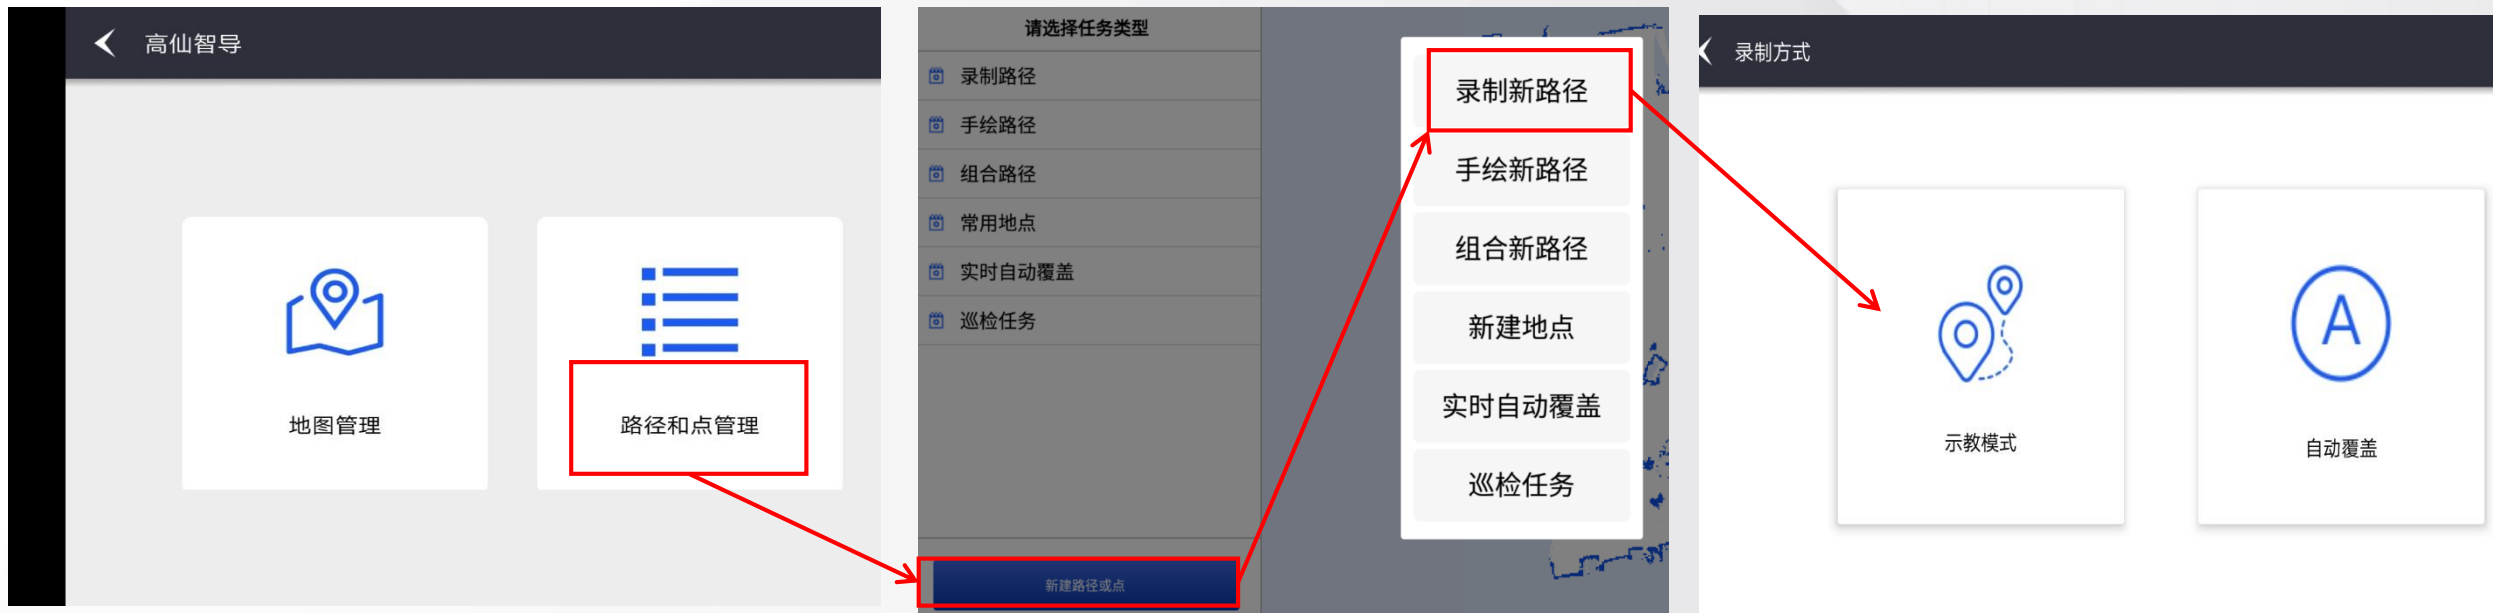 高仙智导
地图管理
路径和点管理
请选择任务类型
录制路径
手绘路径
组合路径
常用地点
实时自动覆盖
巡检任务
新建路径或点
录制新路径
手绘新路径
组合新路径
新建地点
实时自动覆盖
巡检任务
录制方式
示教模式
A
自动覆盖